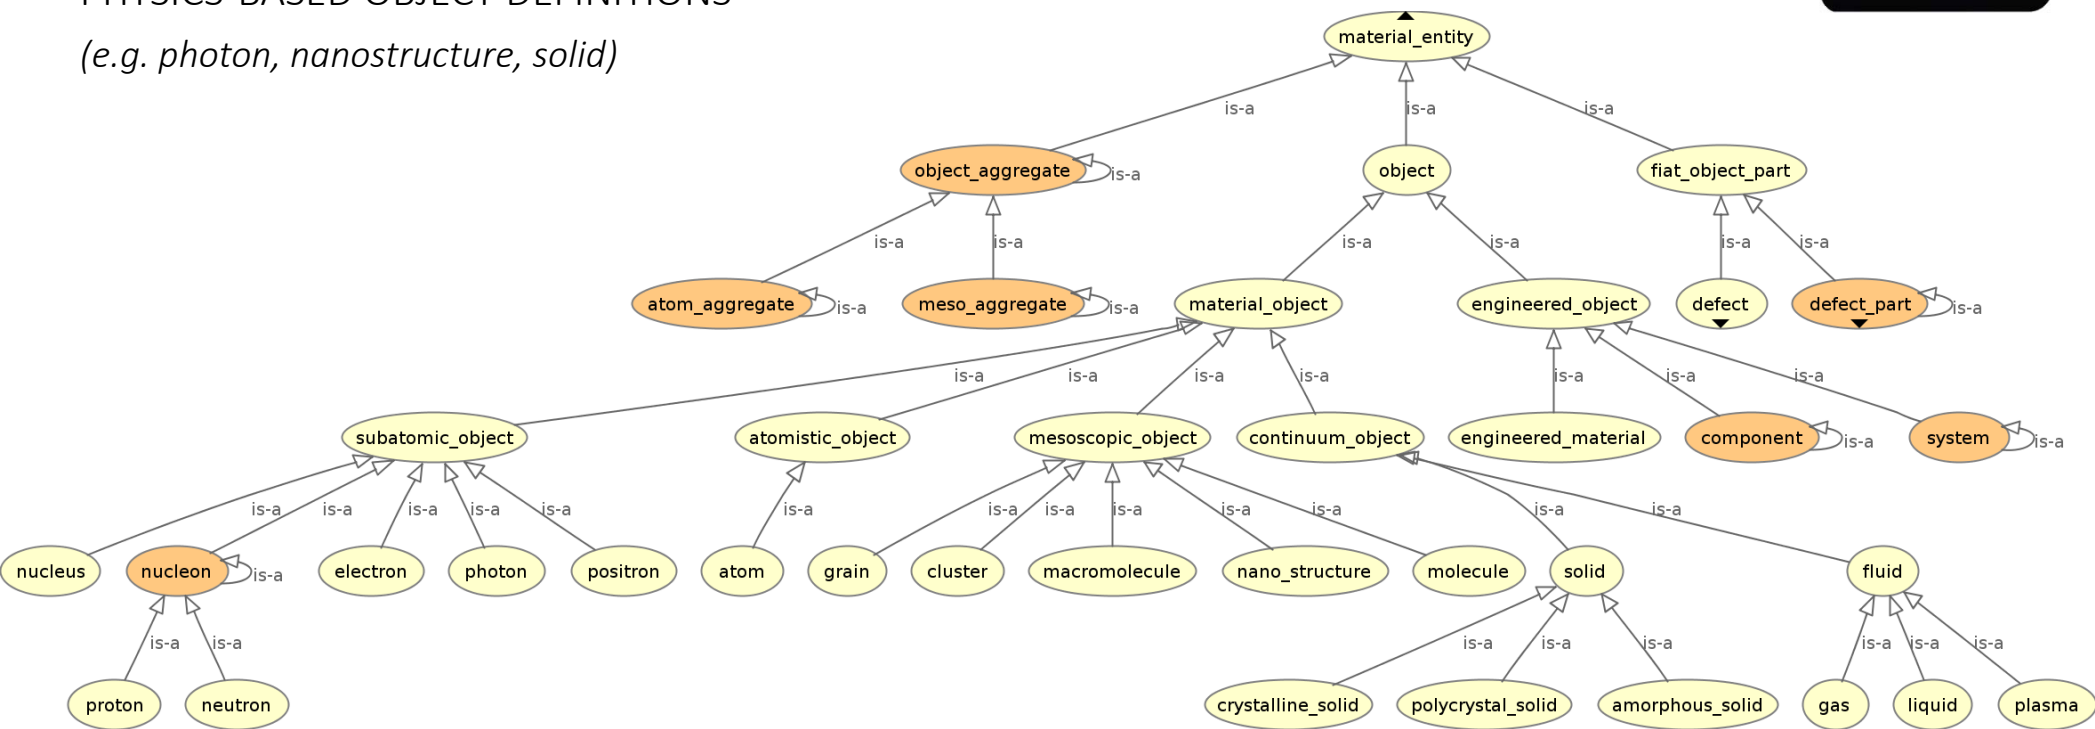 PHYSICS-BASED OBJECT DEFINITIONS
(e.g. photon, nanostructure, solid)
material_entity
is-a
is-a
is-a
object_aggregate
is-a
object
fiat_object_part
is-a
is-a
is-a
is-a
is-a
is-a
atom_aggregate
is-a
meso_aggregate
is-a
material_object
engineered_object
defect
defect_part
is-a
is-a
is-a
is-a
is-a
is-a
is-a
is-a
subatomic_object
atomistic_object
mesoscopic_object
continuum_object
engineered_material
component
is-a
system
is-a
is-a
is-a
is-a
is-a
is-a
is-a
is-a
is-a
is-a
is-a
is-a
is-a
is-a
nucleus
nucleon
is-a
electron
photon
positron
atom
grain
cluster
macromolecule
nano_structure
molecule
solid
fluid
is-a
is-a
is-a
is-a
is-a
is-a
is-a
is-a
proton
neutron
crystalline_solid
polycrystal_solid
amorphous_solid
gas
liquid
plasma